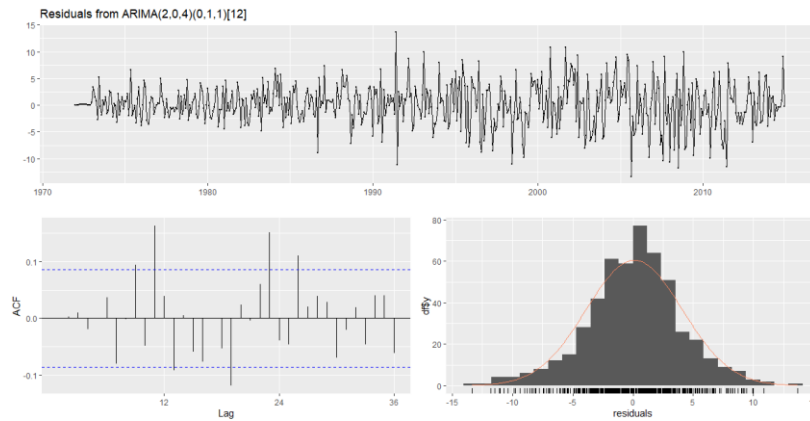 Residuals from ARIMA(2,0,4)(0,1,1)[12]
15
10
5
0
-5
-10
1970 1980 1990 2000 2010
ACF
0.1
0.0
-0.1
12 24 36
Lag
df$y
80
60
40
20
0
-15 -10 -5 0 5 10
residuals